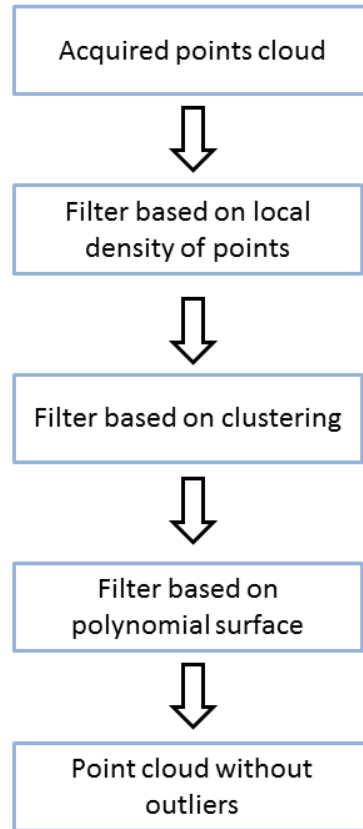 Acquired points cloud
Filter based on local
density of points
Filter based on clustering
Filter based on
polynomial surface
Point cloud without
outliers